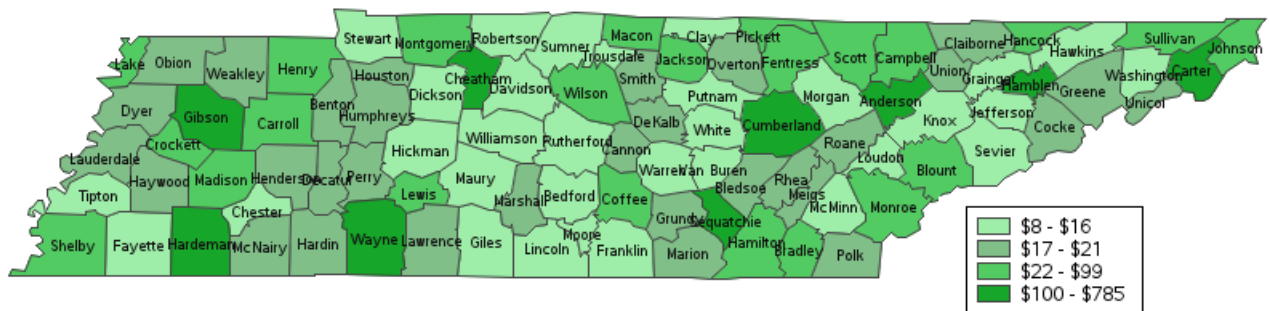 Stewart
Montgomery
Robertson
Sumner
Trousdale
Macon
Clay
Pickett
Scott
Campbell
Claiborne
Hancock
Hawkins
Sullivan
Johnson
Lake
Obion
Weakley
Henry
Houston
Cheatham
Dickson
Davidson
Wilson
Smith
Jackson
Overton
Fentress
Morgan
Anderson
Union
Grainger
Hamblen
Greene
Washington
Carter
Unicol
Dyer
Gibson
Carroll
Benton
Humphreys
Putnam
DeKalb
White
Cumberland
Knox
Jefferson
Cocke
Crockett
Lauderdale
Haywood
Madison
Henderson
Decatur
Perry
Hickman
Williamson
Rutherford
Cannon
Warren
Van Buren
Bledsoe
Rhea
Meigs
Roane
Loudon
Blount
Sevier
Tipton
Chester
Lewis
Maury
Marshall
Bedford
Coffee
Grundy
Sequatchie
McMinn
Monroe
Shelby
Fayette
Hardeman
McNairy
Hardin
Wayne
Lawrence
Giles
Lincoln
Moore
Franklin
Marion
Hamilton
Bradley
Polk
$8 - $16
$17 - $21
$22 - $99
$100 - $785